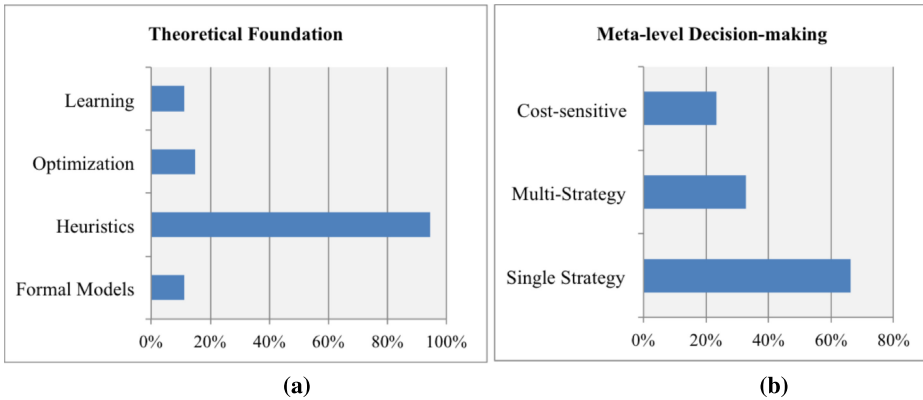 Theoretical Foundation
Learning
Optimization
Heuristics
Formal Models
0% 20% 40% 60% 80% 100%
(a)
Meta-level Decision-making
Cost-sensitive
Multi-Strategy
Single Strategy
0% 20% 40% 60% 80%
(b)